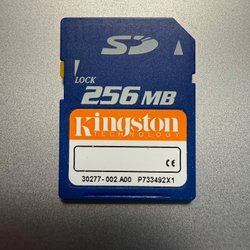 SD
LOCK
256 MB
Kingston
TECHNOLOGY
CE
30277-002.A00 P733492X1